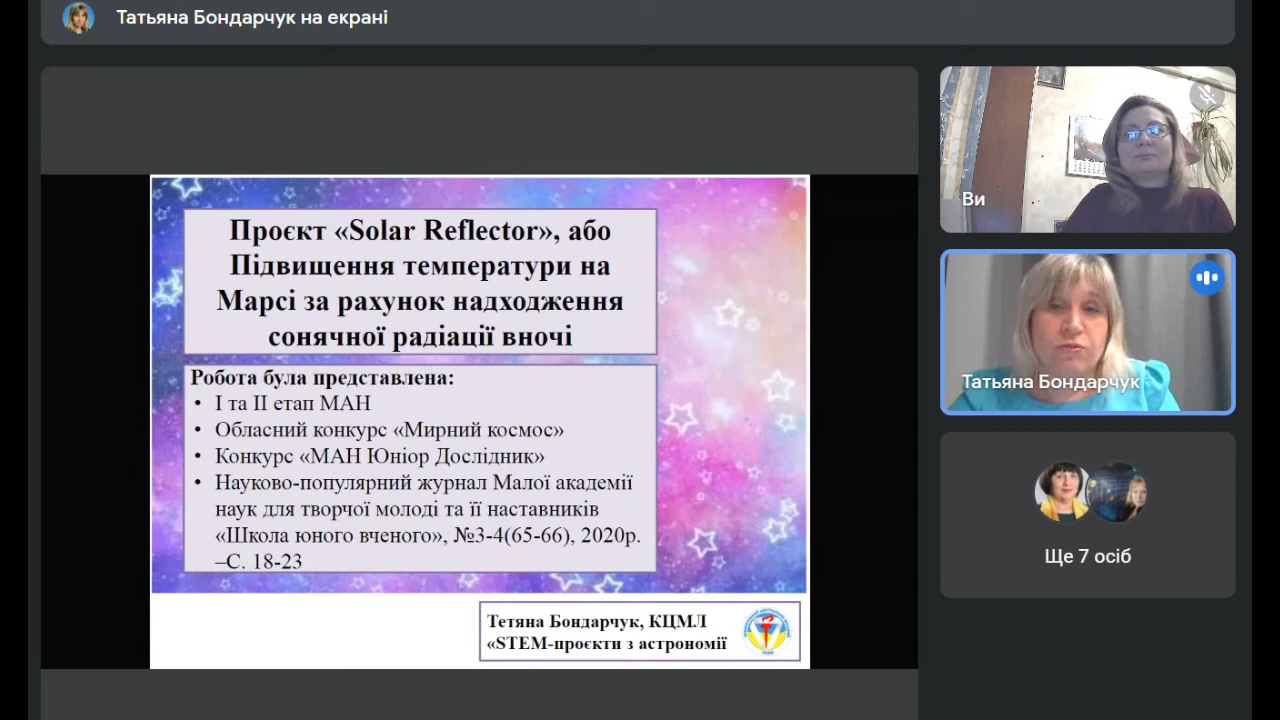 Татьяна Бондарчук на екрані
Проєкт «Solar Reflector», або
Підвищення температури на
Марсі за рахунок надходження
сонячної радіації вночі
Робота була представлена:
• І та ІІ етап МАН
• Обласний конкурс «Мирний космос»
• Конкурс «МАН Юніор Дослідник»
• Науково-популярний журнал Малої академії
наук для творчої молоді та її наставників
«Школа юного вченого», №3-4(65-66), 2020р.
–С. 18-23
Тетяна Бондарчук, КЦМЛ
«STEM-проєкти з астрономії
Ви
Татьяна Бондарчук
Ще 7 осіб